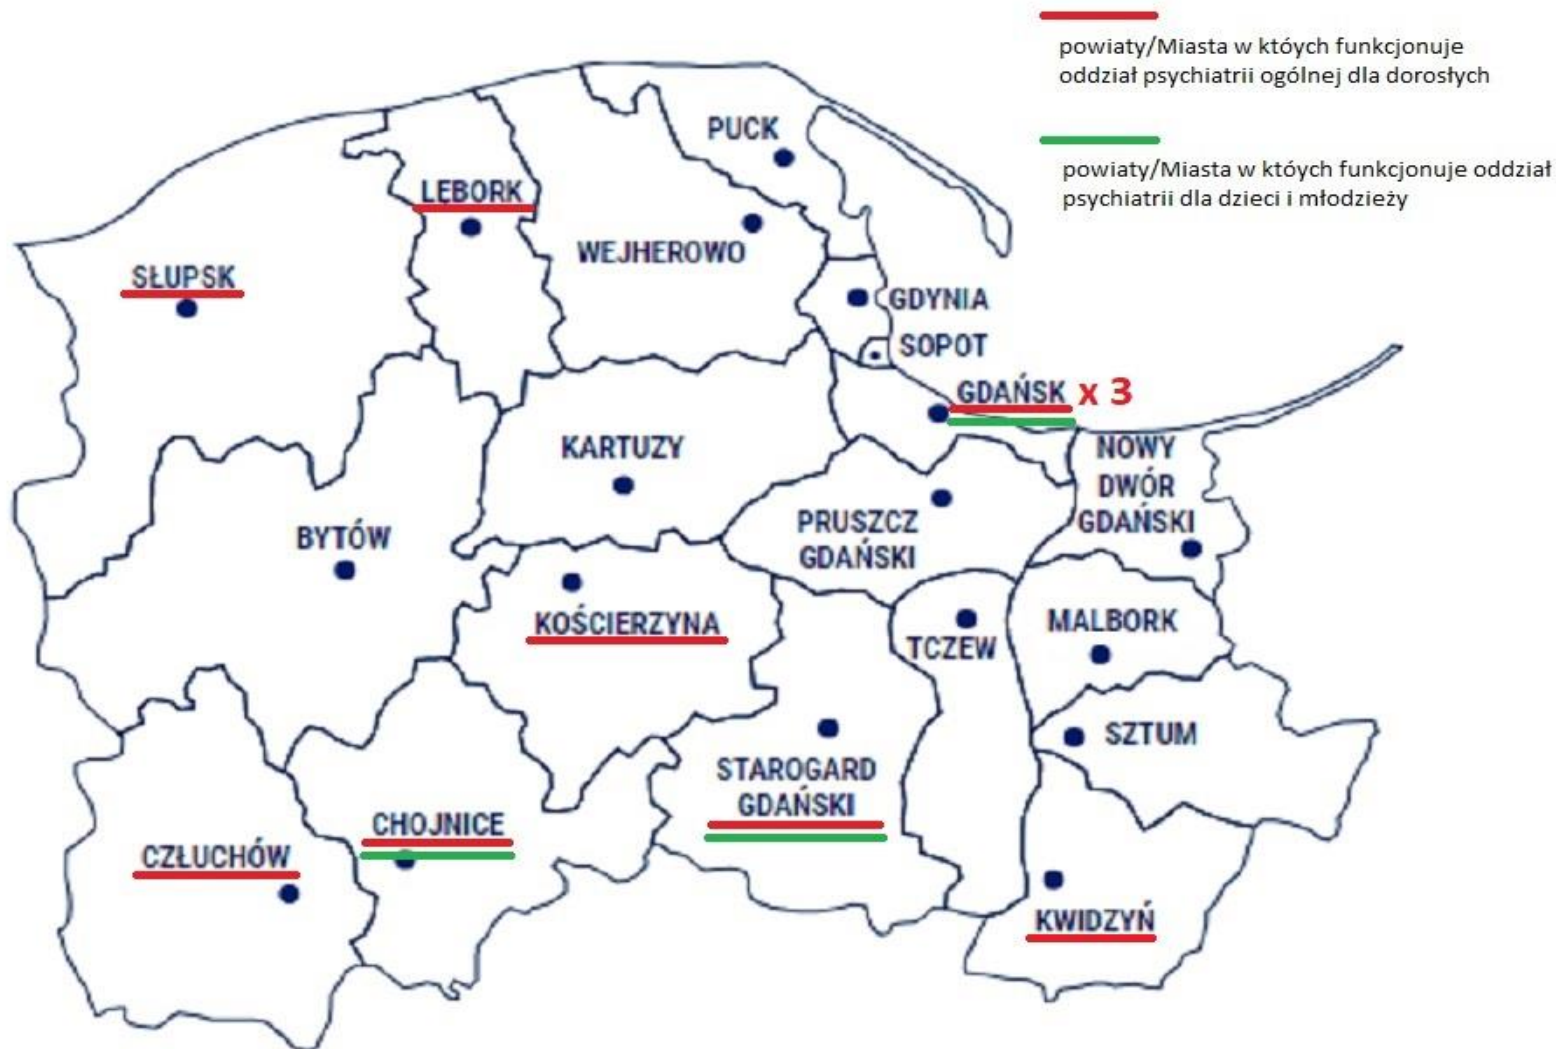 powiaty/Miasta w któych funkcjonuje
oddział psychiatrii ogólnej dla dorosłych
powiaty/Miasta w któych funkcjonuje oddział
psychiatrii dla dzieci i młodzieży
PUCK
LĘBORK
WEJHEROWO
SŁUPSK
GDYNIA
SOPOT
GDAŃSK x 3
KARTUZY
NOWY
DWÓR
GDAŃSKI
PRUSZCZ
GDAŃSKI
BYTÓW
KOŚCIERZYNA
MALBORK
TCZEW
SZTUM
STAROGARD
GDAŃSKI
CHOJNICE
CZŁUCHÓW
KWIDZYŃ